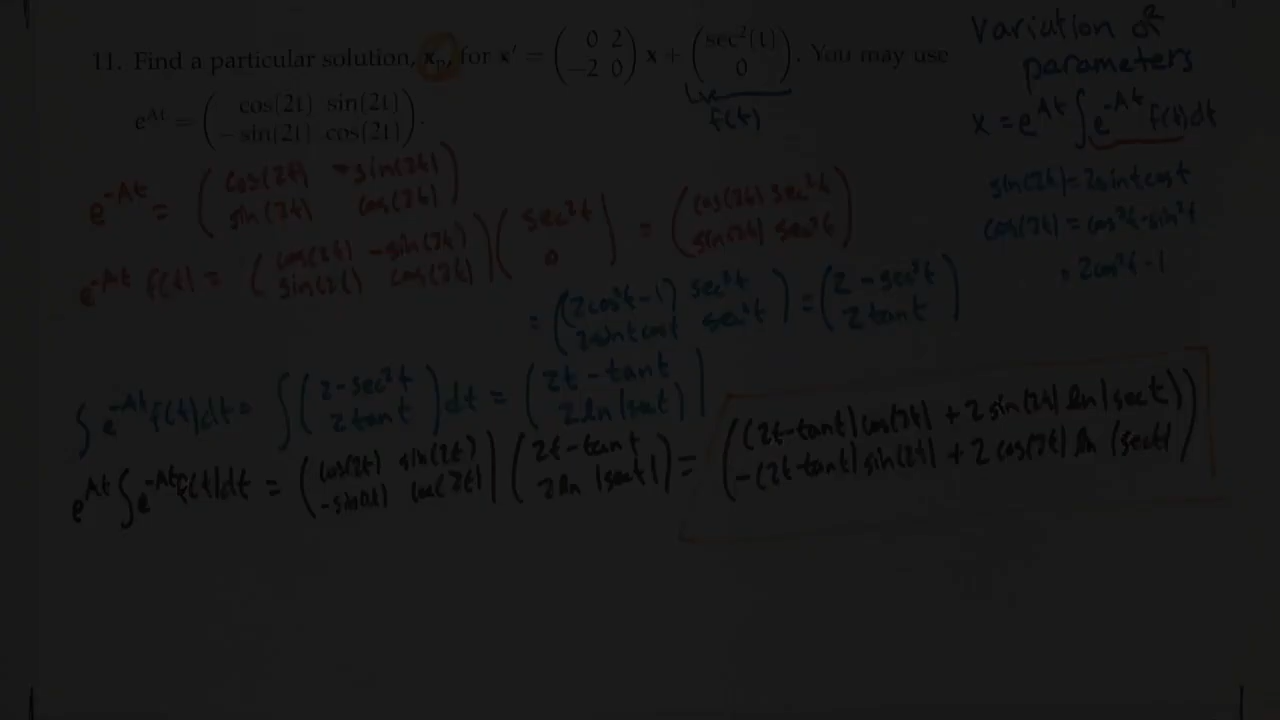 11. Find a particular solution, xₚ, for x' = ( 0 2 ; −2 0 ) x + ( sec²(t) ; 0 ). You may use
e^{At} = ( cos(2t) sin(2t) ; − sin(2t) cos(2t) ).
f(t)
Variation of
parameters
x = e^{At} ∫ e^{-At} f(t) dt
sin(2t) = 2 sin t cos t
cos(2t) = cos²t - sin²t
= 2cos²t - 1
e^{-At} = ( cos(2t) -sin(2t) ; sin(2t) cos(2t) )
e^{-At} f(t) = ( cos(2t) -sin(2t) ; sin(2t) cos(2t) ) ( sec²t ; 0 ) = ( cos(2t) sec²t ; sin(2t) sec²t )
= ( (2cos²t - 1) sec²t ; 2 sin t cos t sec²t ) = ( 2 - sec²t ; 2 tan t )
∫ e^{-At} f(t) dt = ∫ ( 2 - sec²t ; 2 tan t ) dt = ( 2t - tan t ; 2 ln |sec t| )
e^{At} ∫ e^{-At} f(t) dt = ( cos(2t) sin(2t) ; -sin(2t) cos(2t) ) ( 2t - tan t ; 2 ln |sec t| ) = ( (2t - tan t) cos(2t) + 2 sin(2t) ln |sec t| ; -(2t - tan t) sin(2t) + 2 cos(2t) ln |sec t| )